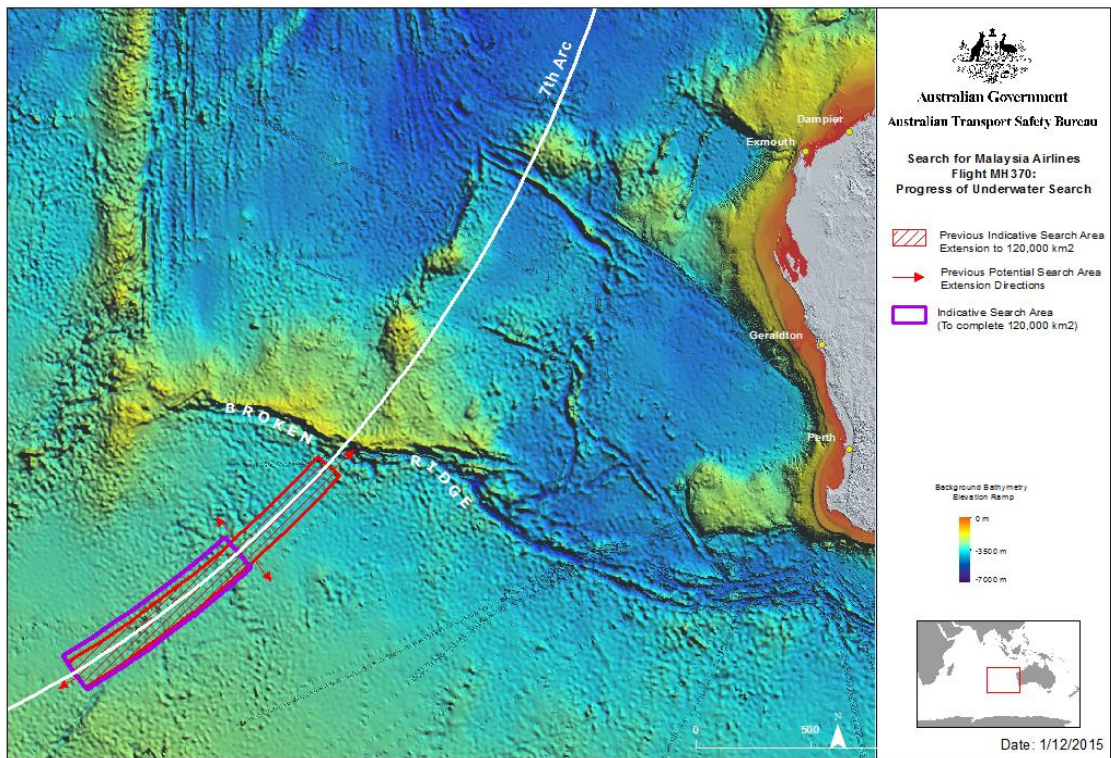 7th Arc
Dampier
Exmouth
Geraldton
Perth
BROKEN
RIDGE
0
500
N
Australian Government
Australian Transport Safety Bureau
Search for Malaysia Airlines
Flight MH370:
Progress of Underwater Search
Previous Indicative Search Area
Extension to 120,000 km2
Previous Potential Search Area
Extension Directions
Indicative Search Area
(To complete 120,000 km2)
Background Bathymetry
Elevation Ramp
0 m
-3500 m
-7000 m
Date: 1/12/2015